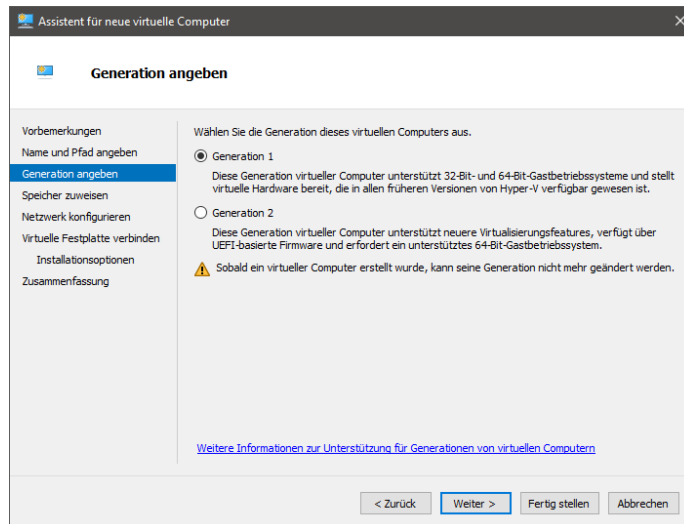 Assistent für neue virtuelle Computer
Generation angeben
Vorbemerkungen
Name und Pfad angeben
Generation angeben
Speicher zuweisen
Netzwerk konfigurieren
Virtuelle Festplatte verbinden
Installationsoptionen
Zusammenfassung
Wählen Sie die Generation dieses virtuellen Computers aus.
Generation 1
Diese Generation virtueller Computer unterstützt 32-Bit- und 64-Bit-Gastbetriebssysteme und stellt
virtuelle Hardware bereit, die in allen früheren Versionen von Hyper-V verfügbar gewesen ist.
Generation 2
Diese Generation virtueller Computer unterstützt neuere Virtualisierungsfeatures, verfügt über
UEFI-basierte Firmware und erfordert ein unterstütztes 64-Bit-Gastbetriebssystem.
Sobald ein virtueller Computer erstellt wurde, kann seine Generation nicht mehr geändert werden.
Weitere Informationen zur Unterstützung für Generationen von virtuellen Computern
< Zurück
Weiter >
Fertig stellen
Abbrechen